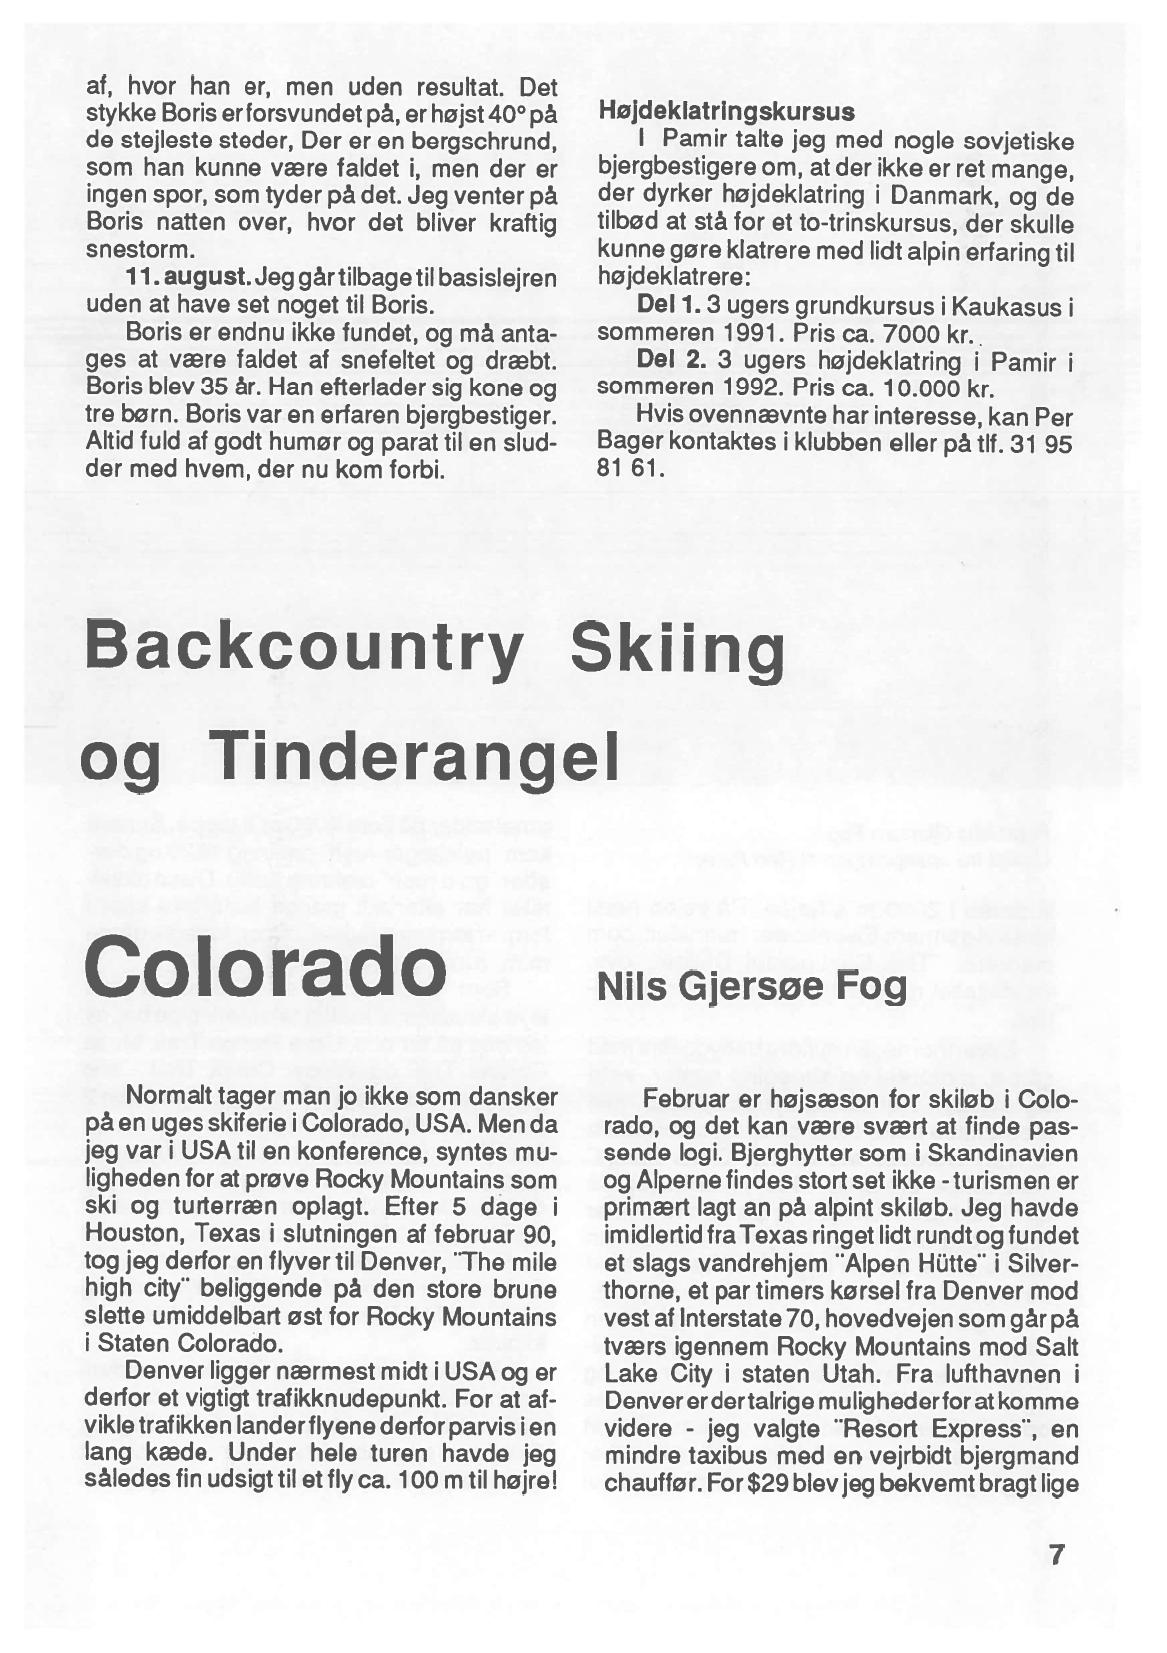 af, hvor han er, men uden resultat. Det
stykke Boris er forsvundet på, er højst 40° på
de stejleste steder, Der er en bergschrund,
som han kunne være faldet i, men der er
ingen spor, som tyder på det. Jeg venter på
Boris natten over, hvor det bliver kraftig
snestorm.
11. august. Jeg går tilbage til basislejren
uden at have set noget til Boris.
Boris er endnu ikke fundet, og må anta-
ges at være faldet af snefeltet og dræbt.
Boris blev 35 år. Han efterlader sig kone og
tre børn. Boris var en erfaren bjergbestiger.
Altid fuld af godt humør og parat til en slud-
der med hvem, der nu kom forbi.
Højdeklatringskursus
I Pamir talte jeg med nogle sovjetiske
bjergbestigere om, at der ikke er ret mange,
der dyrker højdeklatring i Danmark, og de
tilbød at stå for et to-trinskursus, der skulle
kunne gøre klatrere med lidt alpin erfaring til
højdeklatrere:
Del 1. 3 ugers grundkursus i Kaukasus i
sommeren 1991. Pris ca. 7000 kr.
Del 2. 3 ugers højdeklatring i Pamir i
sommeren 1992. Pris ca. 10.000 kr.
Hvis ovennævnte har interesse, kan Per
Bager kontaktes i klubben eller på tlf. 31 95
81 61.
Backcountry Skiing
og Tinderangel
Colorado
Nils Gjersøe Fog
Normalt tager man jo ikke som dansker
på en uges skiferie i Colorado, USA. Men da
jeg var i USA til en konference, syntes mu-
ligheden for at prøve Rocky Mountains som
ski og turterræn oplagt. Efter 5 dage i
Houston, Texas i slutningen af februar 90,
tog jeg derfor en flyver til Denver, "The mile
high city" beliggende på den store brune
slette umiddelbart øst for Rocky Mountains
i Staten Colorado.
Denver ligger nærmest midt i USA og er
derfor et vigtigt trafikknudepunkt. For at af-
vikle trafikken lander flyene derfor parvis i en
lang kæde. Under hele turen havde jeg
således fin udsigt til et fly ca. 100 m til højre!
Februar er højsæson for skiløb i Colo-
rado, og det kan være svært at finde pas-
sende logi. Bjerghytter som i Skandinavien
og Alperne findes stort set ikke - turismen er
primært lagt an på alpint skiløb. Jeg havde
imidlertid fra Texas ringet lidt rundt og fundet
et slags vandrehjem "Alpen Hütte" i Silver-
thorne, et par timers kørsel fra Denver mod
vest af Interstate 70, hovedvejen som går på
tværs igennem Rocky Mountains mod Salt
Lake City i staten Utah. Fra lufthavnen i
Denver er der talrige muligheder for at komme
videre - jeg valgte "Resort Express", en
mindre taxibus med en vejrbidt bjergmand
chauffør. For $29 blev jeg bekvemt bragt lige
7